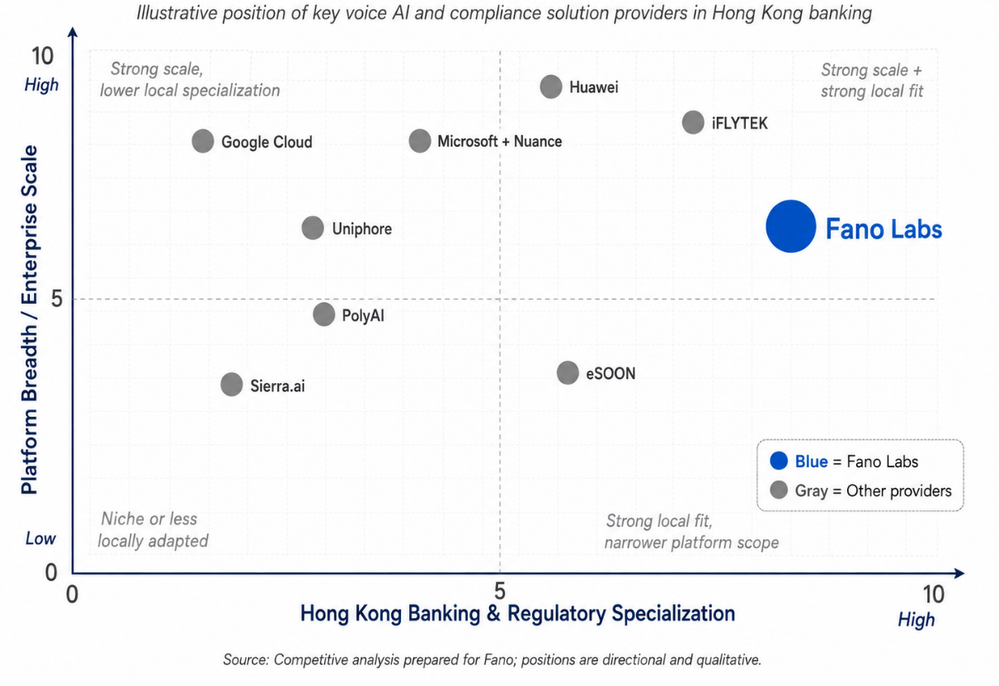 Illustrative position of key voice AI and compliance solution providers in Hong Kong banking
10
High
Strong scale,
lower local specialization
Strong scale +
strong local fit
Huawei
iFLYTEK
Google Cloud
Microsoft + Nuance
Uniphore
Fano Labs
Platform Breadth / Enterprise Scale
5
PolyAI
eSOON
Sierra.ai
Blue = Fano Labs
Gray = Other providers
Niche or less
locally adapted
Strong local fit,
narrower platform scope
Low
0
0
5
10
Hong Kong Banking & Regulatory Specialization
High
Source: Competitive analysis prepared for Fano; positions are directional and qualitative.